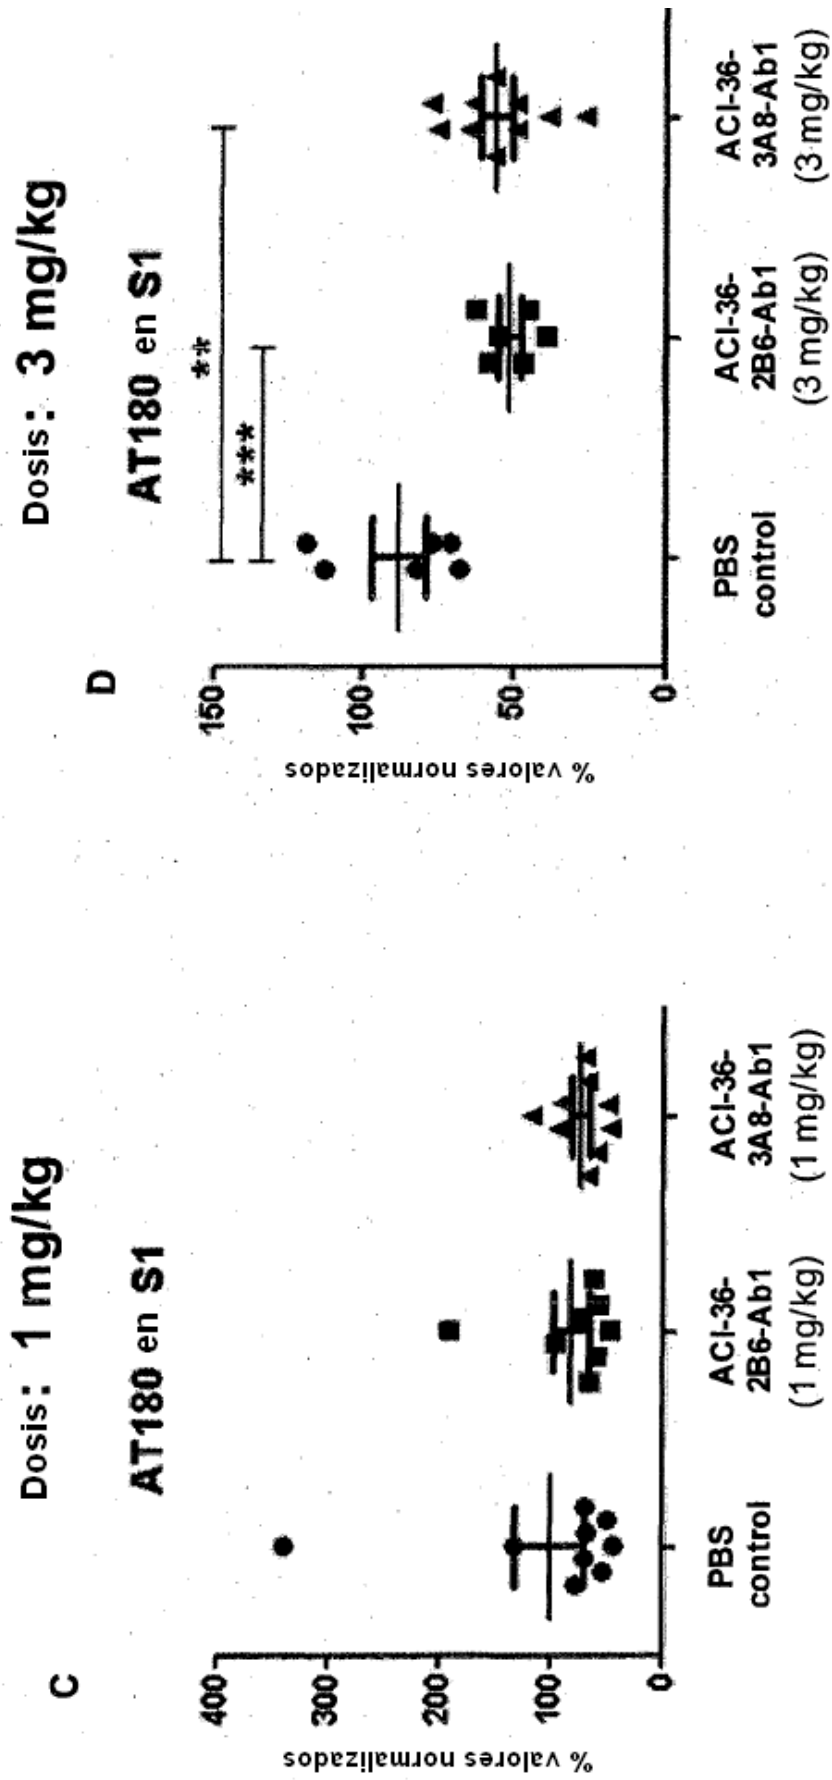 Dosis: 1 mg/kg
C
AT180 en S1
% valores normalizados
400
300
200
100
0
PBS
control
ACI-36-
2B6-Ab1
(1 mg/kg)
ACI-36-
3A8-Ab1
(1 mg/kg)
Dosis: 3 mg/kg
D
AT180 en S1
**
***
% valores normalizados
150
100
50
0
PBS
control
ACI-36-
2B6-Ab1
(3 mg/kg)
ACI-36-
3A8-Ab1
(3 mg/kg)